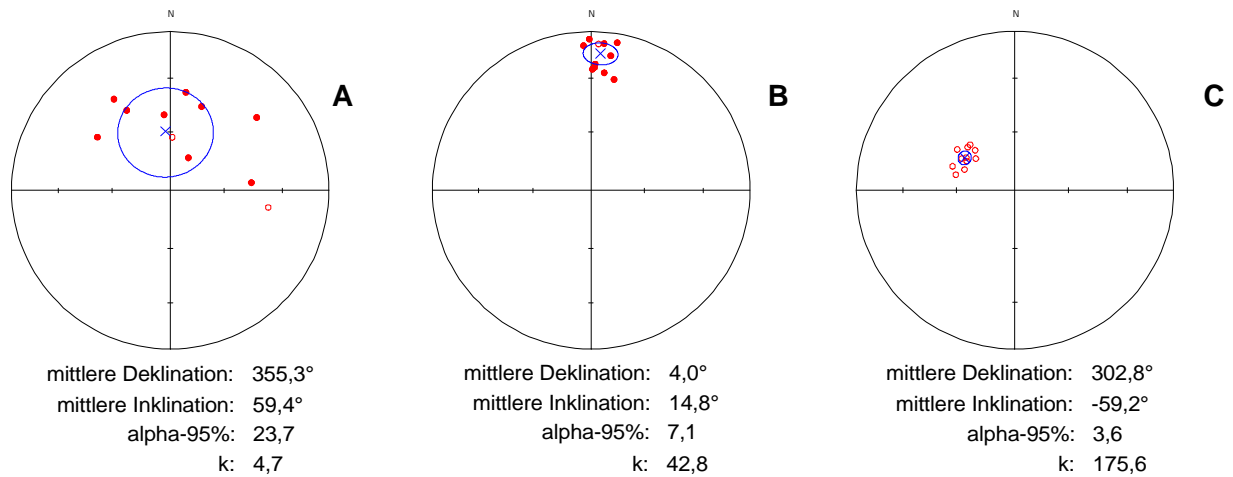 N
A
mittlere Deklination: 355,3°
mittlere Inklination: 59,4°
alpha-95%: 23,7
k: 4,7
N
B
mittlere Deklination: 4,0°
mittlere Inklination: 14,8°
alpha-95%: 7,1
k: 42,8
N
C
mittlere Deklination: 302,8°
mittlere Inklination: -59,2°
alpha-95%: 3,6
k: 175,6